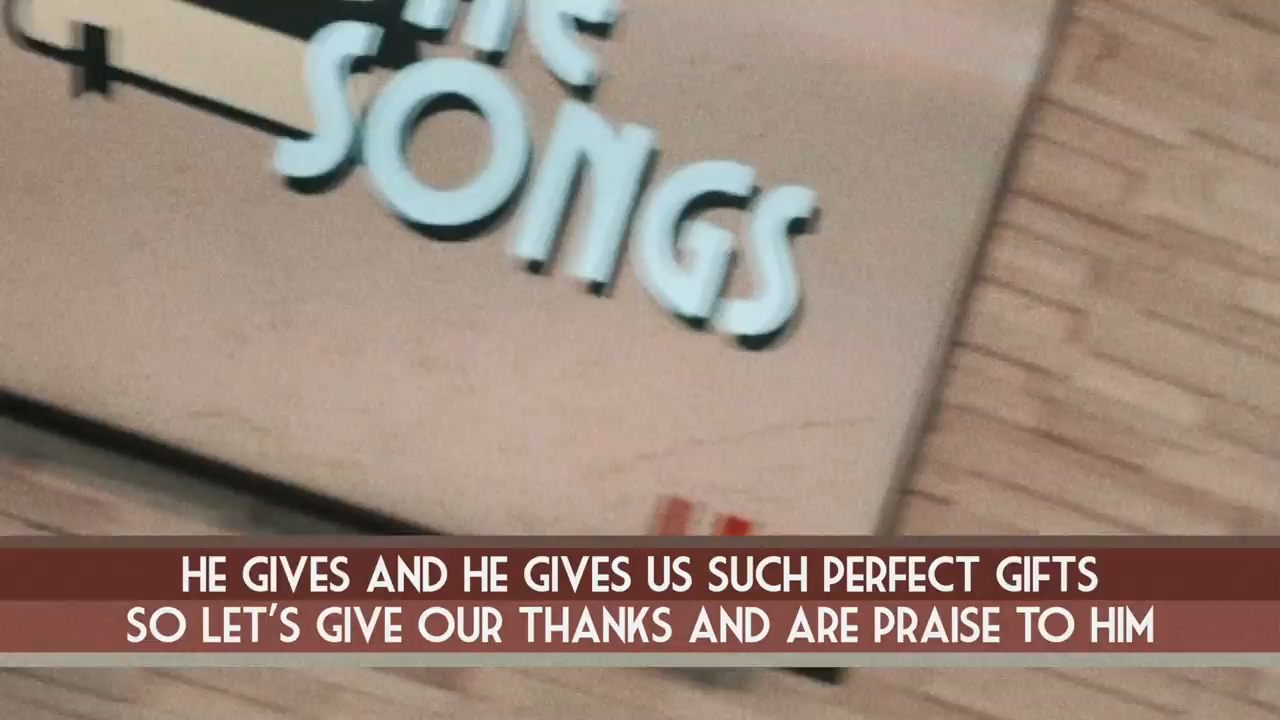 THE
SONGS
HE GIVES AND HE GIVES US SUCH PERFECT GIFTS
SO LET'S GIVE OUR THANKS AND ARE PRAISE TO HIM